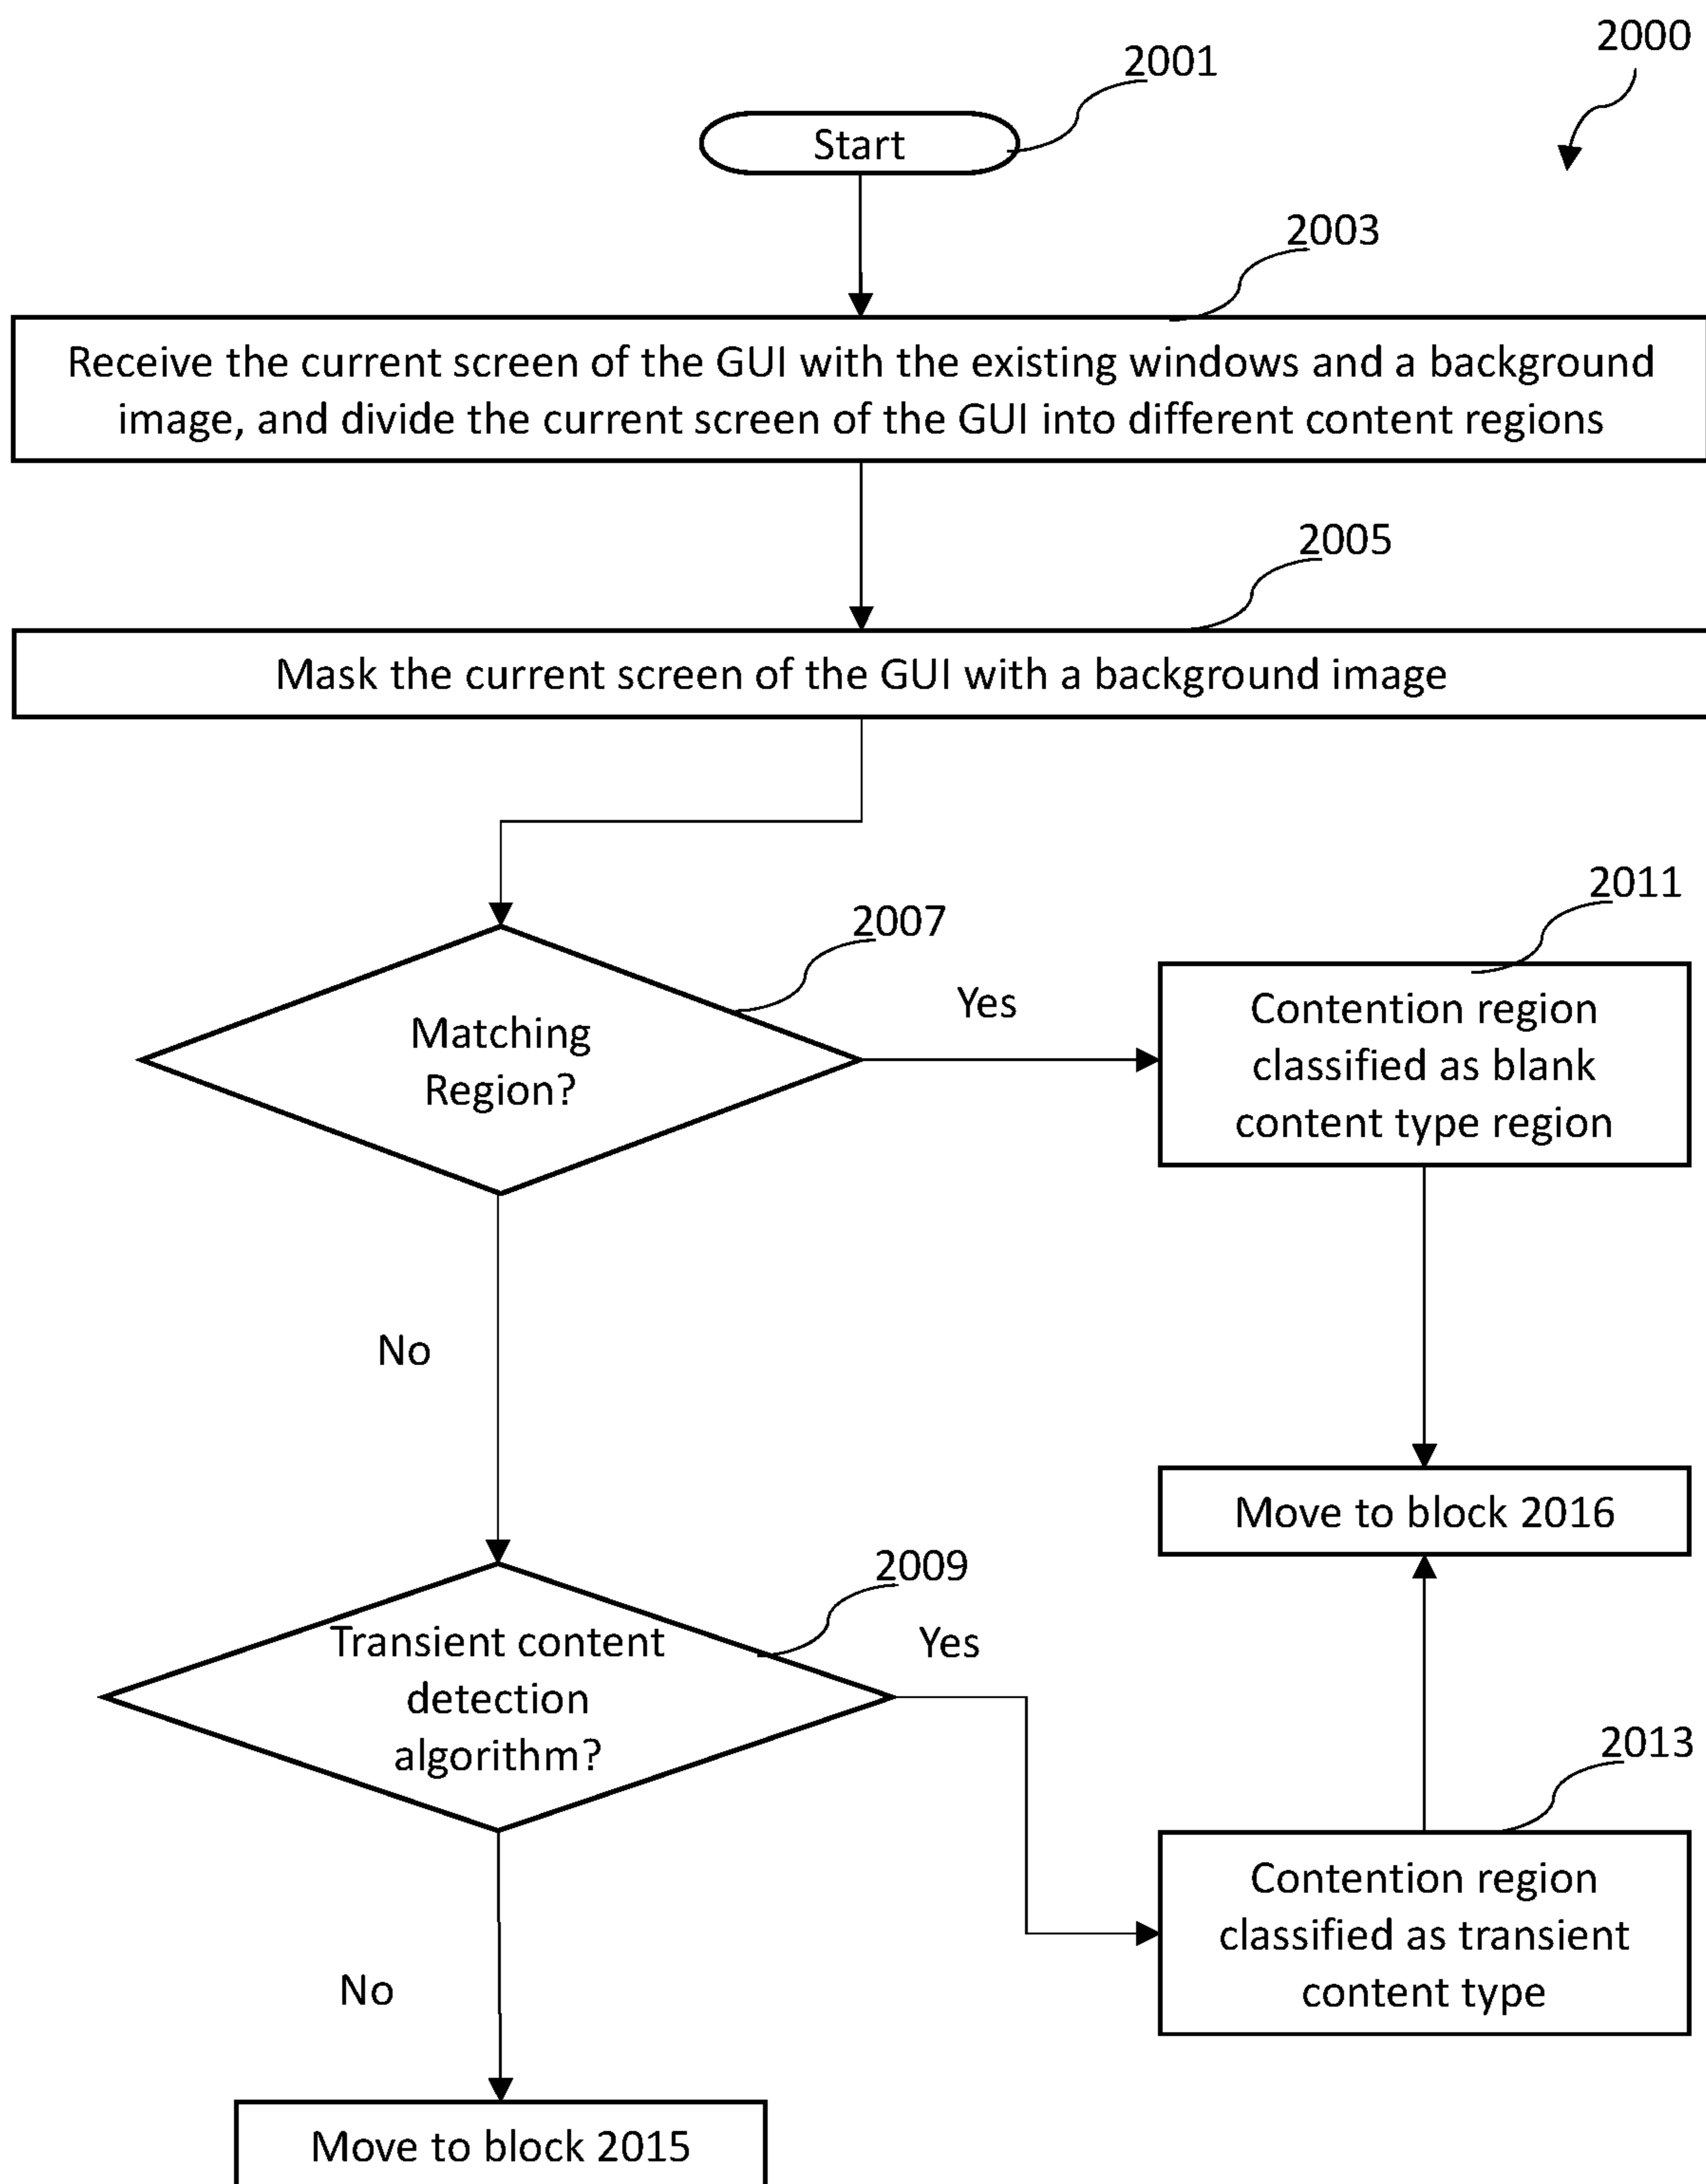 2000
2001
Start
2003
Receive the current screen of the GUI with the existing windows and a background
image, and divide the current screen of the GUI into different content regions
2005
Mask the current screen of the GUI with a background image
2007
Matching
Region?
Yes
2011
Contention region
classified as blank
content type region
No
Move to block 2016
2009
Transient content
detection
algorithm?
Yes
2013
Contention region
classified as transient
content type
No
Move to block 2015